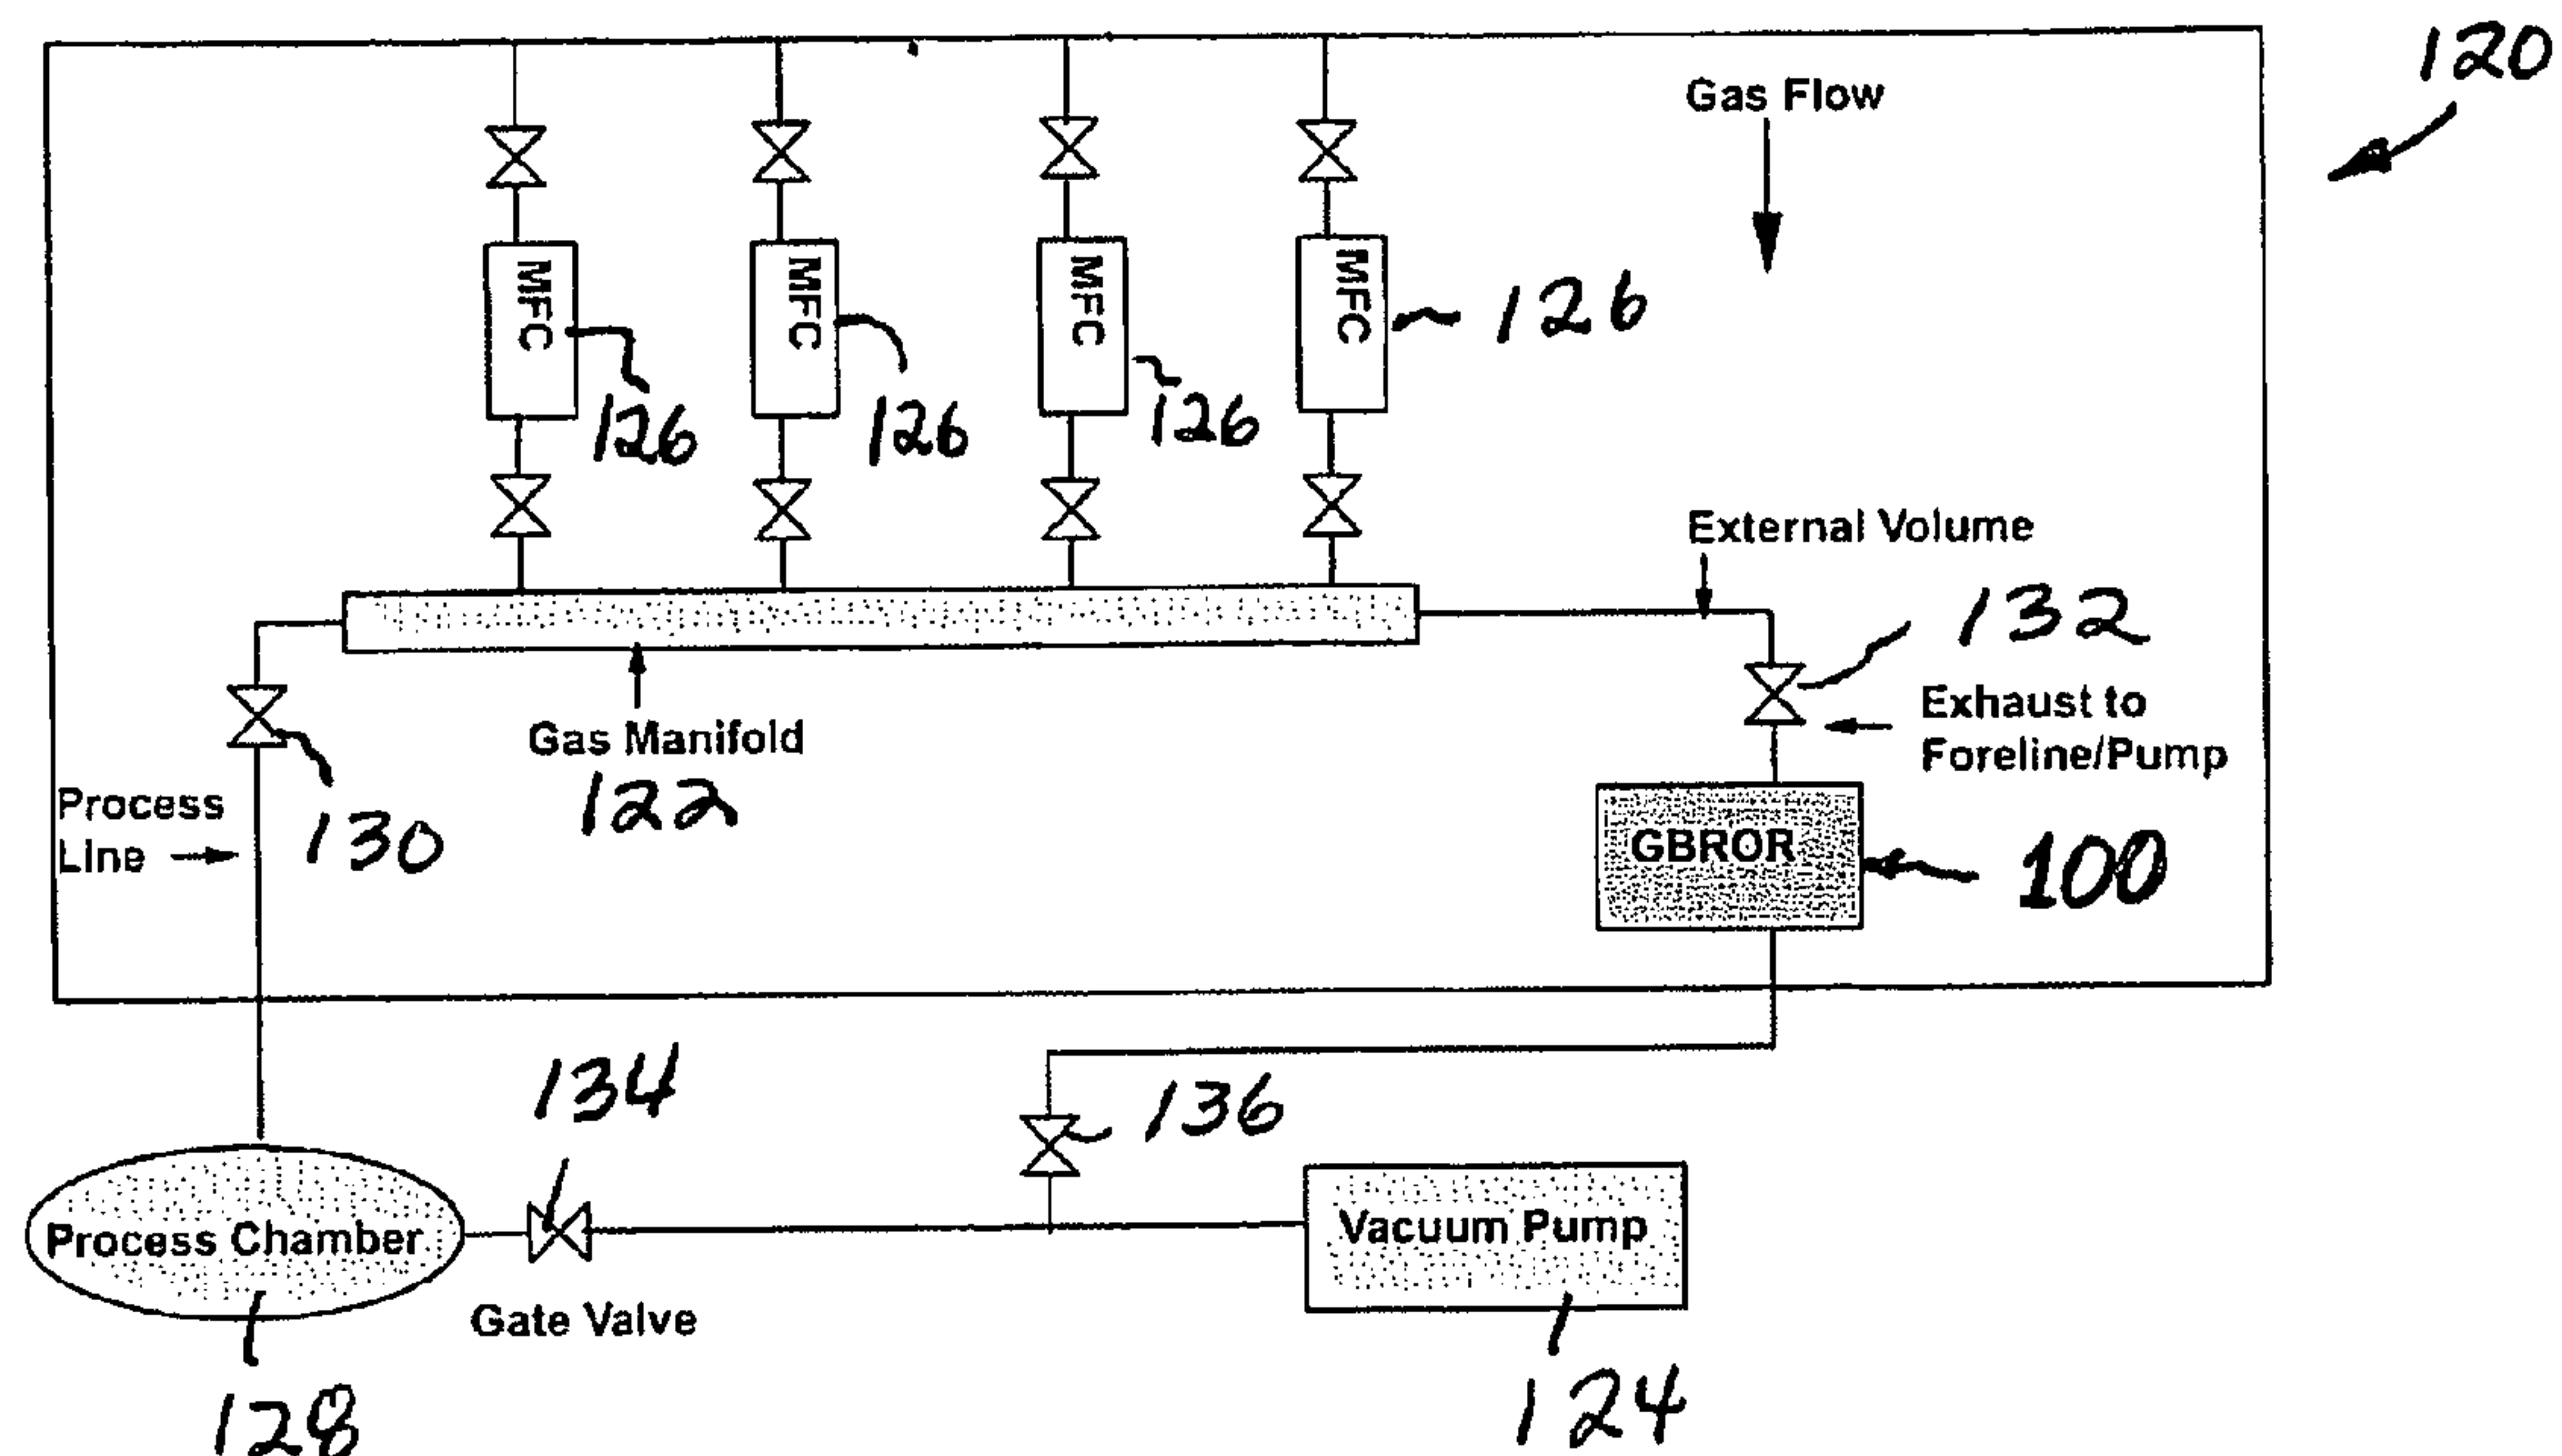 120
Gas Flow
MFC
MFC
MFC
MFC
126
126
126
126
External Volume
132
Exhaust to
Foreline/Pump
Gas Manifold
122
Process
Line
130
GBROR
100
134
136
Process Chamber
Vacuum Pump
Gate Valve
128
124